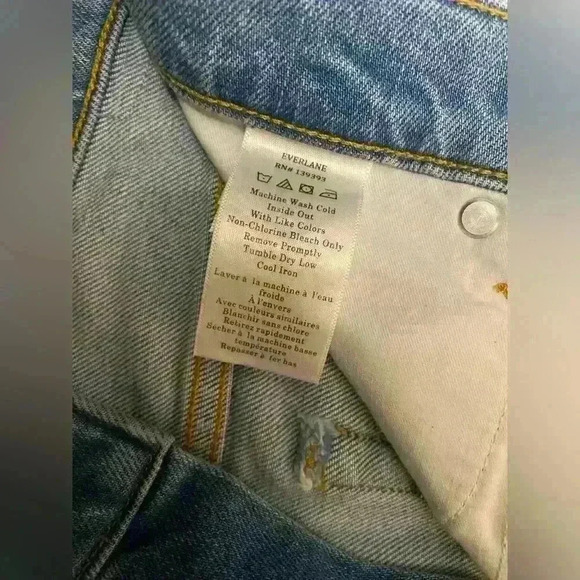 EVERLANE
RN# 139393
Machine Wash Cold
Inside Out
With Like Colors
Non-Chlorine Bleach Only
Remove Promptly
Tumble Dry Low
Cool Iron
Laver à la machine à l'eau
froide
À l'envers
Avec couleurs similaires
Blanchir sans chlore
Retirez rapidement
Sécher à la machine basse
température
Repasser à fer bas